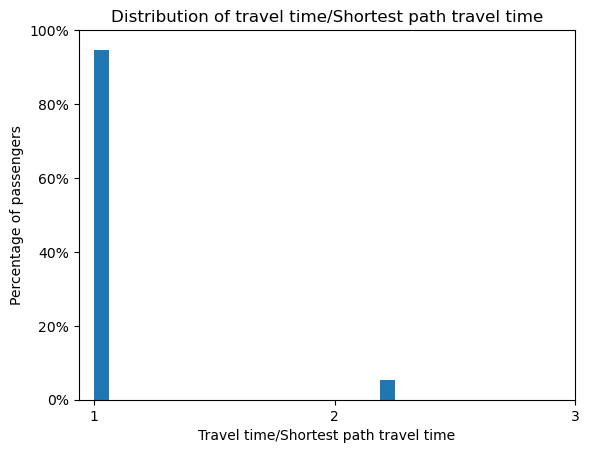 Distribution of travel time/Shortest path travel time
Percentage of passengers
100%
80%
60%
40%
20%
0%
1 2 3
Travel time/Shortest path travel time